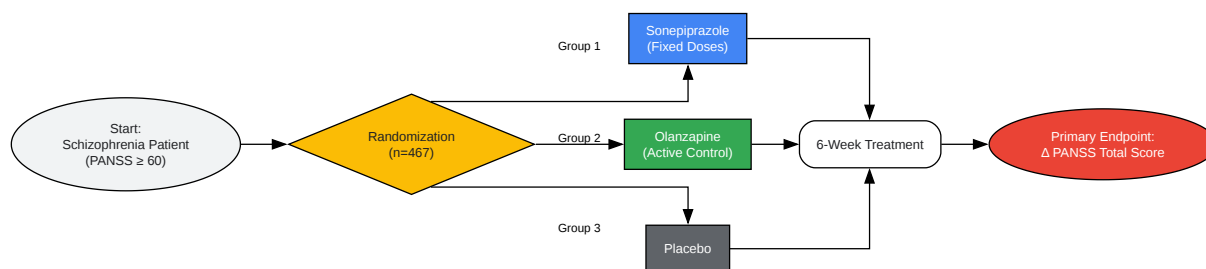 Start:
Schizophrenia Patient
(PANSS ≥ 60)
Randomization
(n=467)
Group 1
Sonepiprazole
(Fixed Doses)
Group 2
Olanzapine
(Active Control)
Group 3
Placebo
6-Week Treatment
Primary Endpoint:
Δ PANSS Total Score